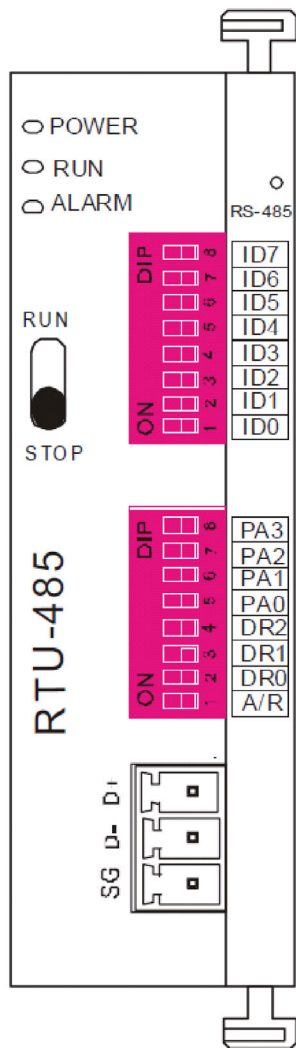 POWER
RUN
ALARM
RS-485
RUN
STOP
DIP
ON
8
7
6
5
4
3
2
1
ID7
ID6
ID5
ID4
ID3
ID2
ID1
ID0
RTU-485
DIP
ON
8
7
6
5
4
3
2
1
PA3
PA2
PA1
PA0
DR2
DR1
DR0
A/R
D+
D-
SG